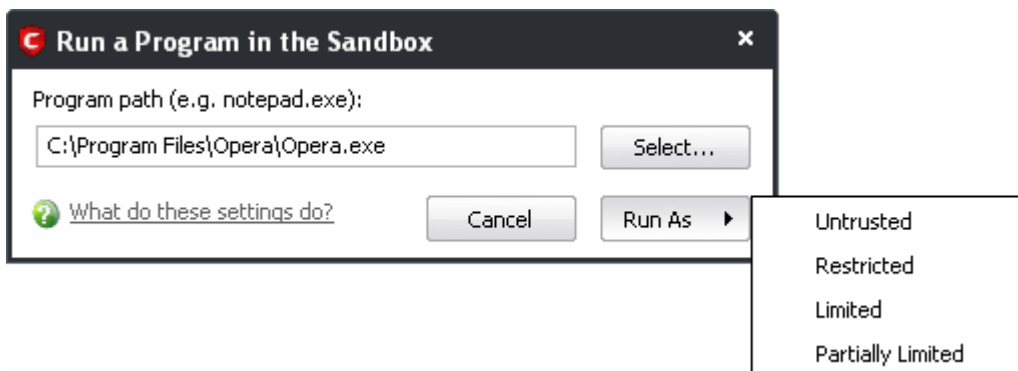 Run a Program in the Sandbox
Program path (e.g. notepad.exe):
C:\Program Files\Opera\Opera.exe
Select...
What do these settings do?
Cancel
Run As
Untrusted
Restricted
Limited
Partially Limited